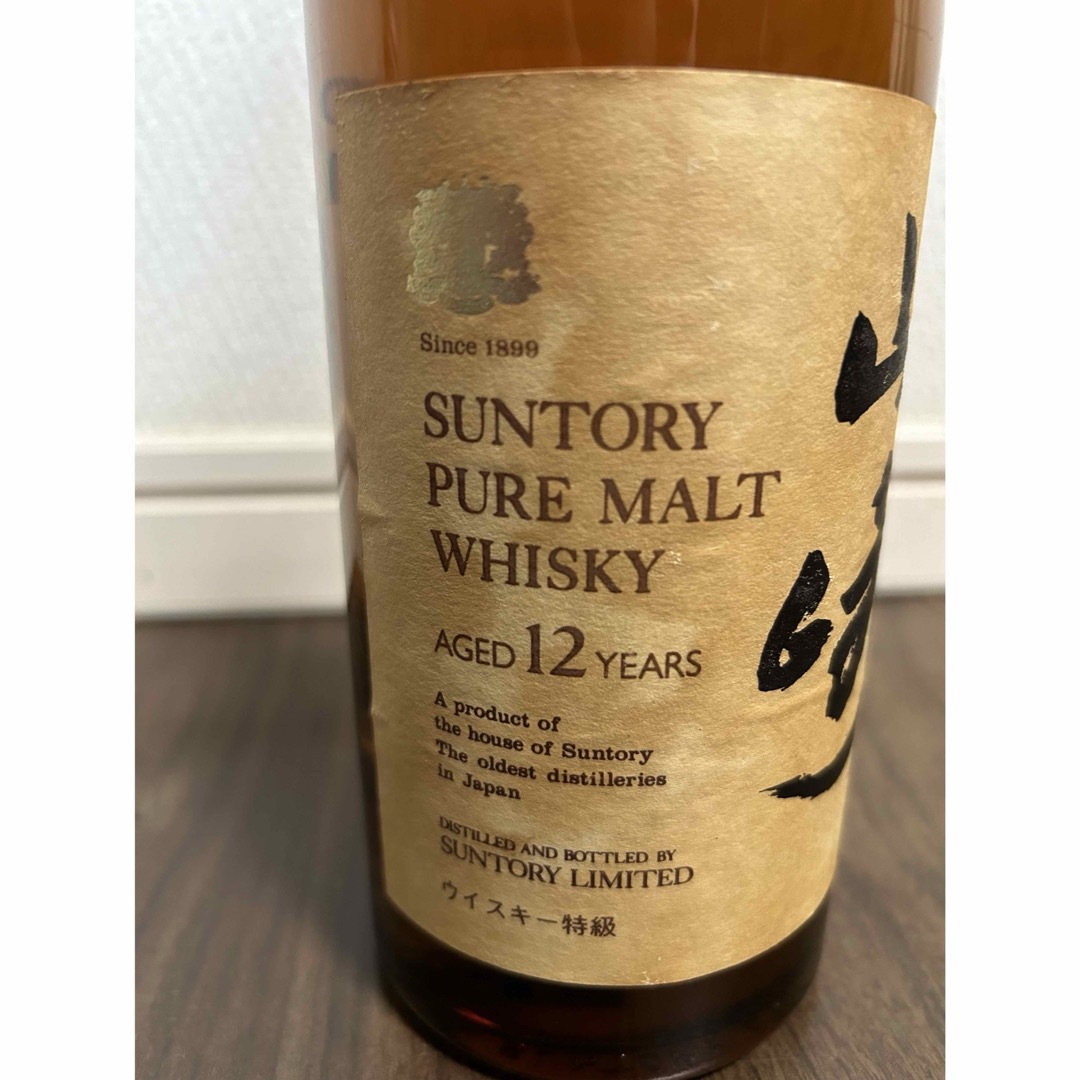 Since 1899
SUNTORY
PURE MALT
WHISKY
AGED 12 YEARS
A product of
the house of Suntory
The oldest distilleries
in Japan
DISTILLED AND BOTTLED BY
SUNTORY LIMITED
ウイスキー特級
山崎